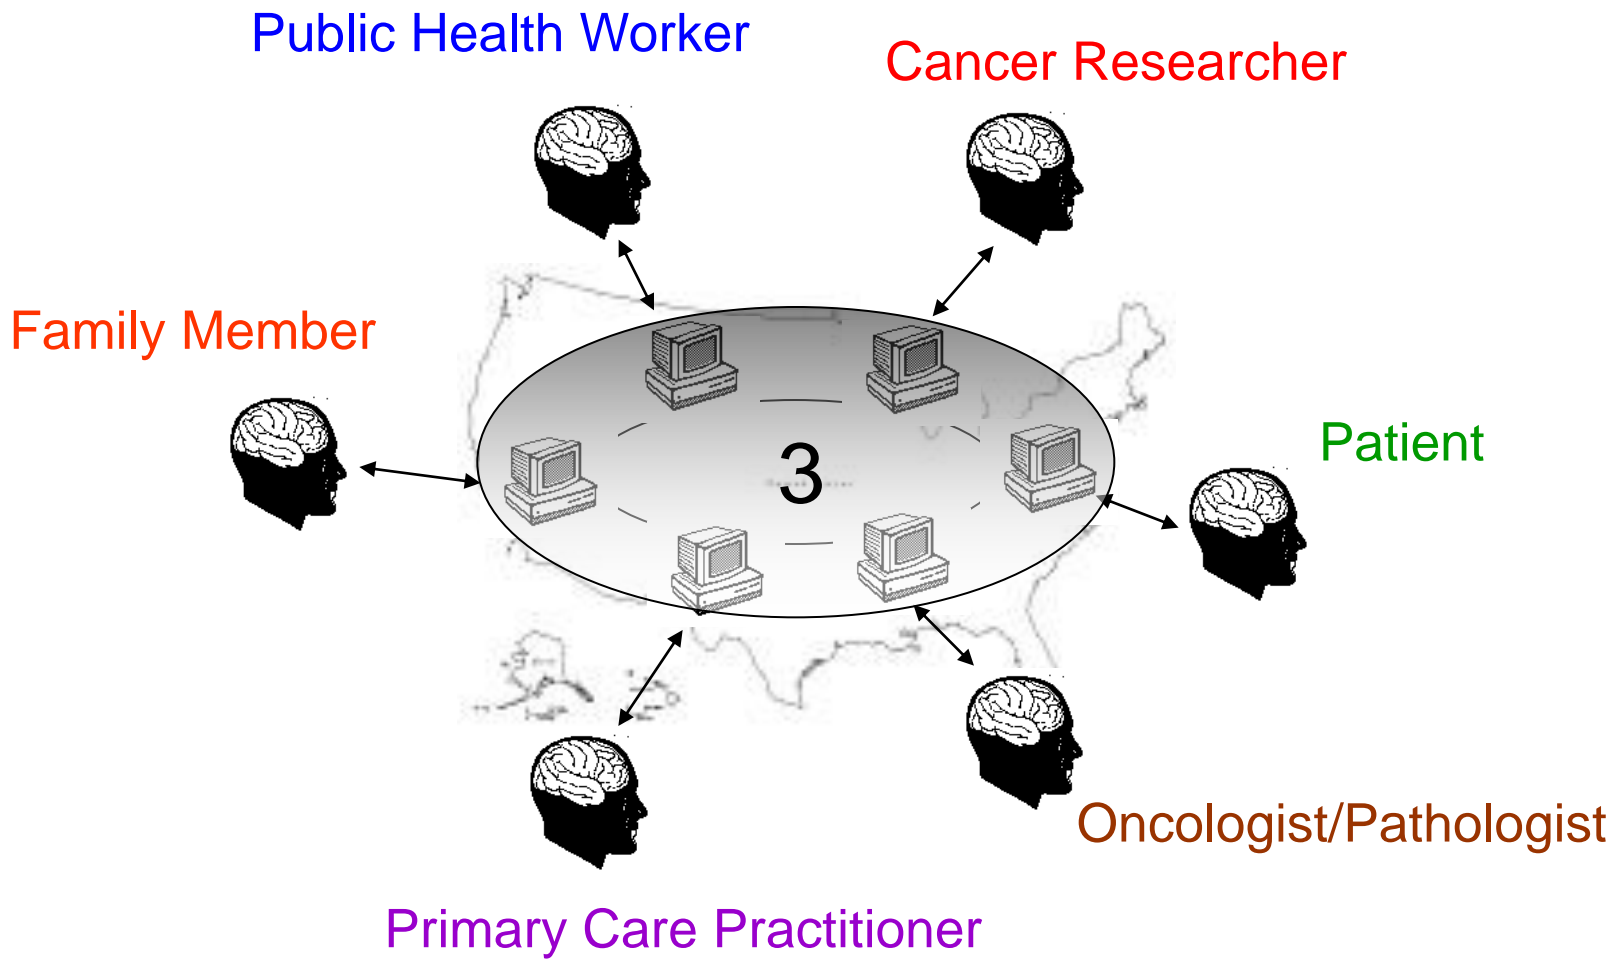 Public Health Worker
Cancer Researcher
Family Member
Patient
3
Oncologist/Pathologist
Primary Care Practitioner